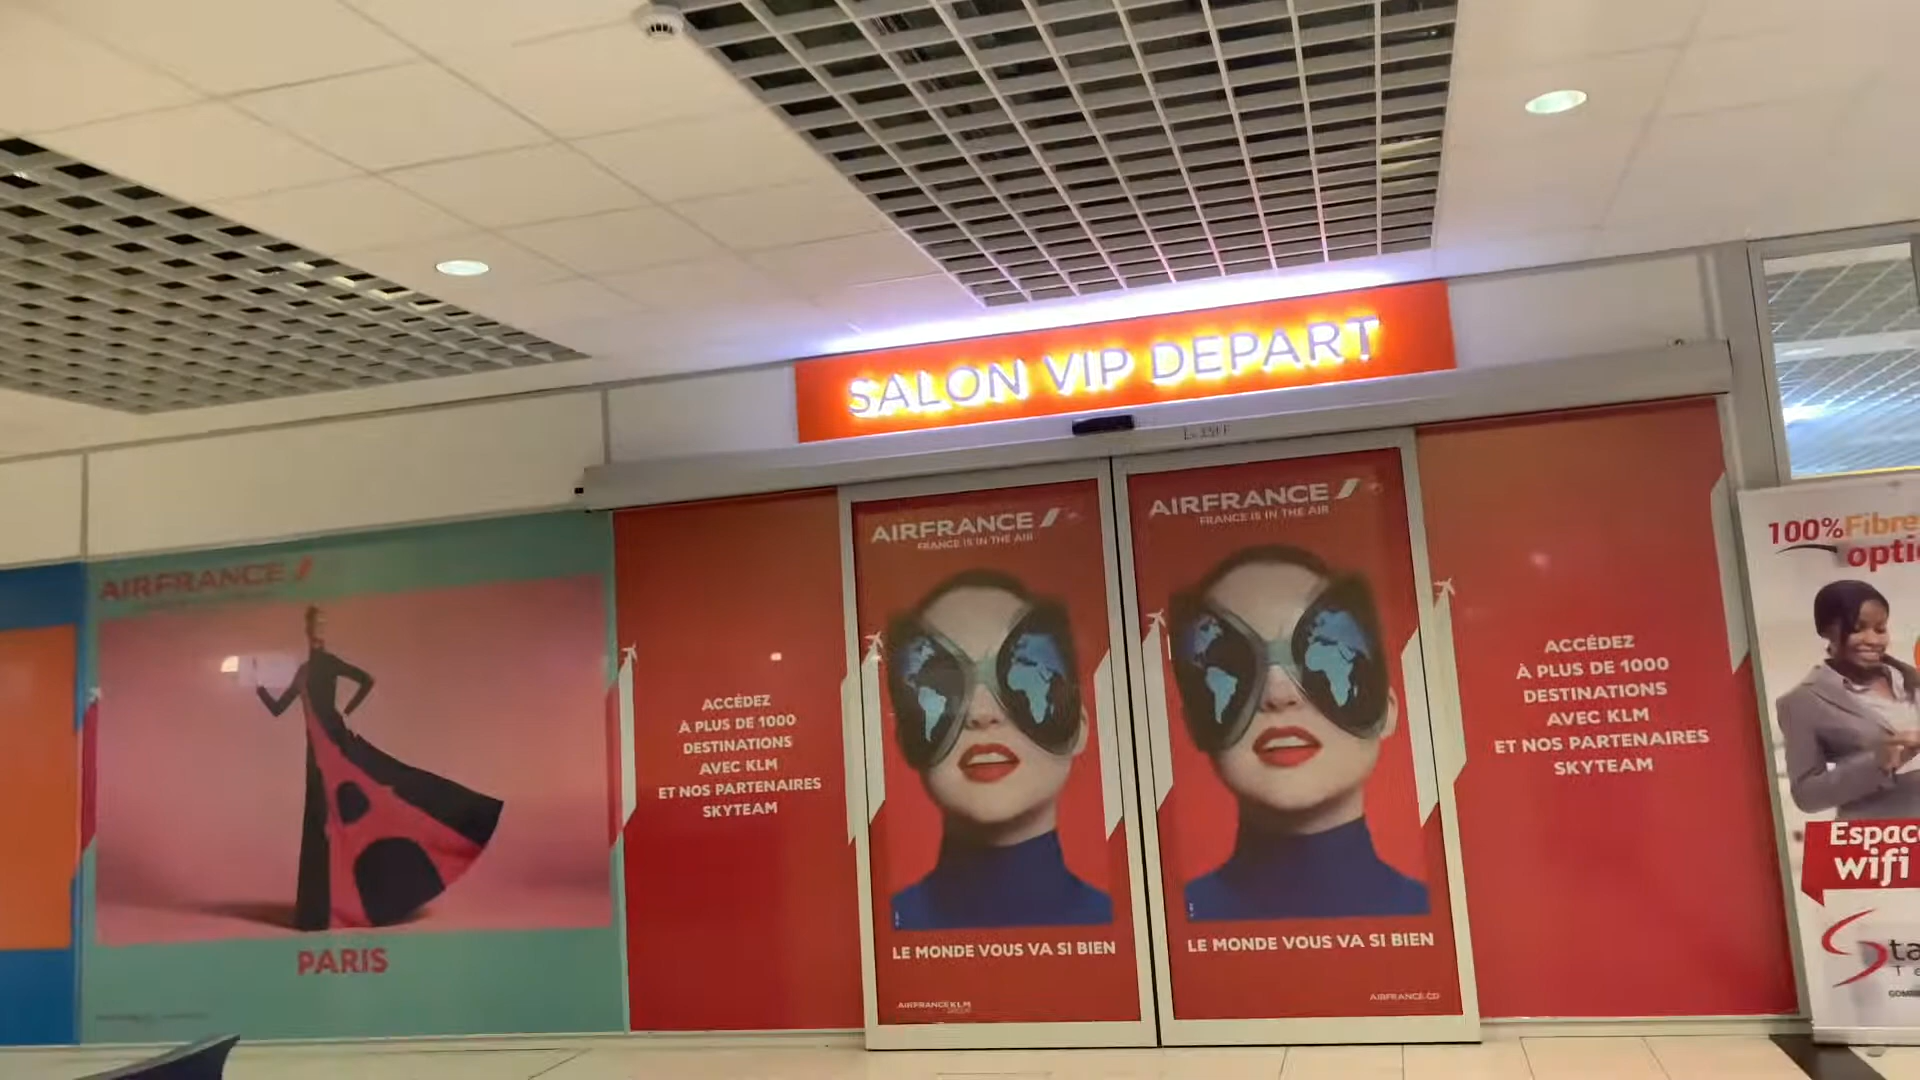 SALON VIP DEPART
AIRFRANCE
PARIS
ACCÉDEZ
À PLUS DE 1000
DESTINATIONS
AVEC KLM
ET NOS PARTENAIRES
SKYTEAM
AIRFRANCE
FRANCE IS IN THE AIR
LE MONDE VOUS VA SI BIEN
AIRFRANCE KLM
GROUP
AIRFRANCE
FRANCE IS IN THE AIR
LE MONDE VOUS VA SI BIEN
AIRFRANCE.CD
ACCÉDEZ
À PLUS DE 1000
DESTINATIONS
AVEC KLM
ET NOS PARTENAIRES
SKYTEAM
100% Fibre
opti
Espac
wifi